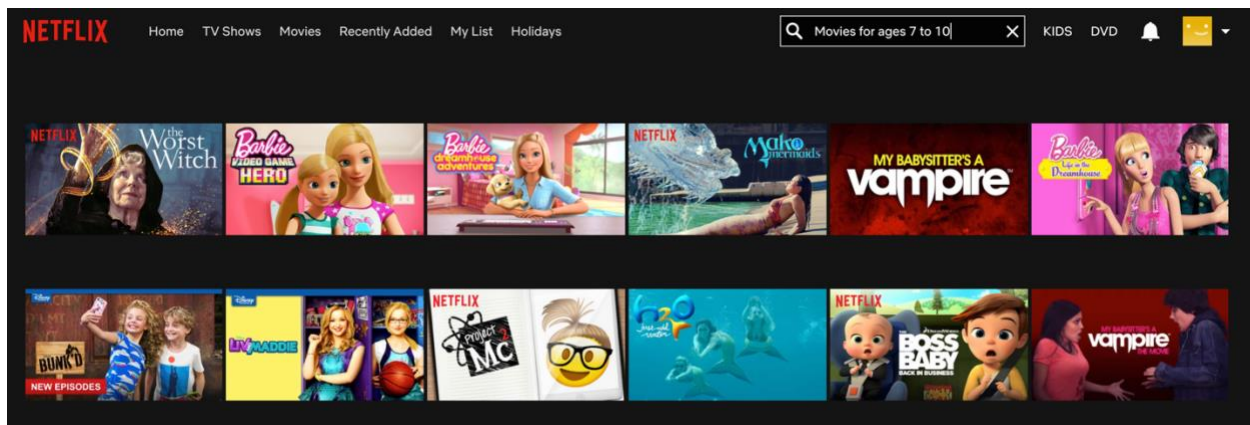 NETFLIX Home TV Shows Movies Recently Added My List Holidays Movies for ages 7 to 10 KIDS DVD
NETFLIX
the Worst
Witch
Barbie
VIDEO GAME
HERO
Barbie
dreamhouse
adventures
NETFLIX
Mako
mermaids
MY BABYSITTER'S A
vampire
Barbie
Life in the
Dreamhouse
Disney
BUNK'D
NEW EPISODES
Disney
LIV&MADDIE
NETFLIX
project
Mc2
h2o
just add
water
NETFLIX
THE
BOSS
BABY
BACK IN BUSINESS
MY BABYSITTER'S A
vampire
THE MOVIE